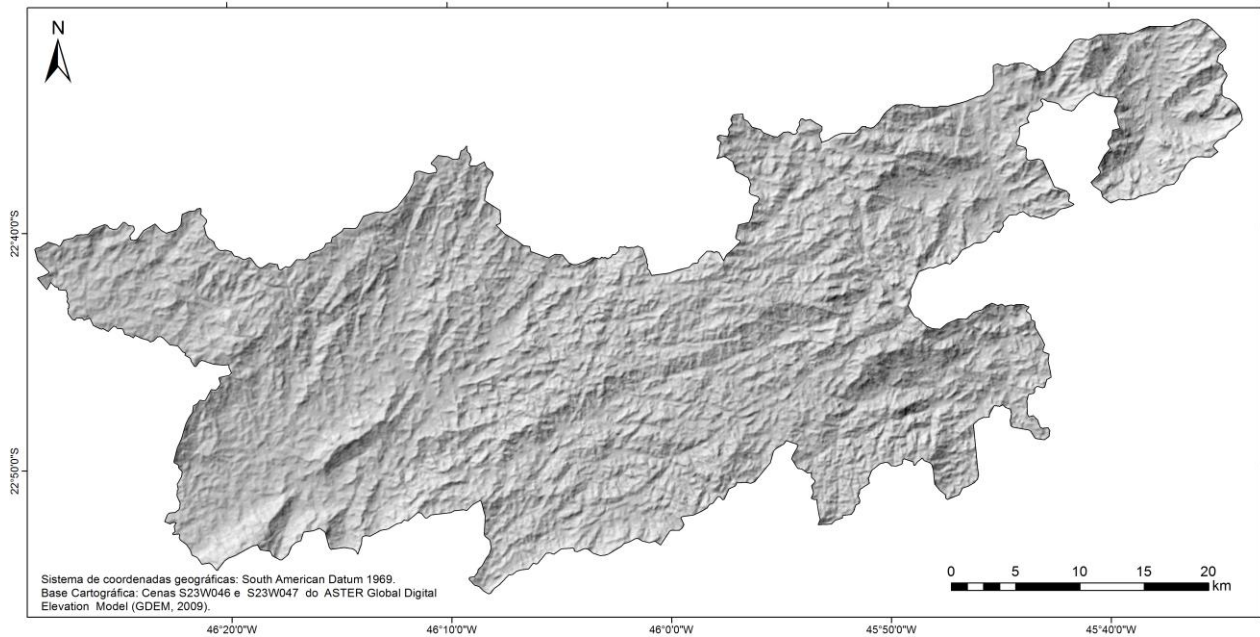 N
22°40'0"S
22°50'0"S
Sistema de coordenadas geográficas: South American Datum 1969.
Base Cartográfica: Cenas S23W046 e S23W047 do ASTER Global Digital
Elevation Model (GDEM, 2009).
0 5 10 15 20
km
46°20'0"W 46°10'0"W 46°0'0"W 45°50'0"W 45°40'0"W